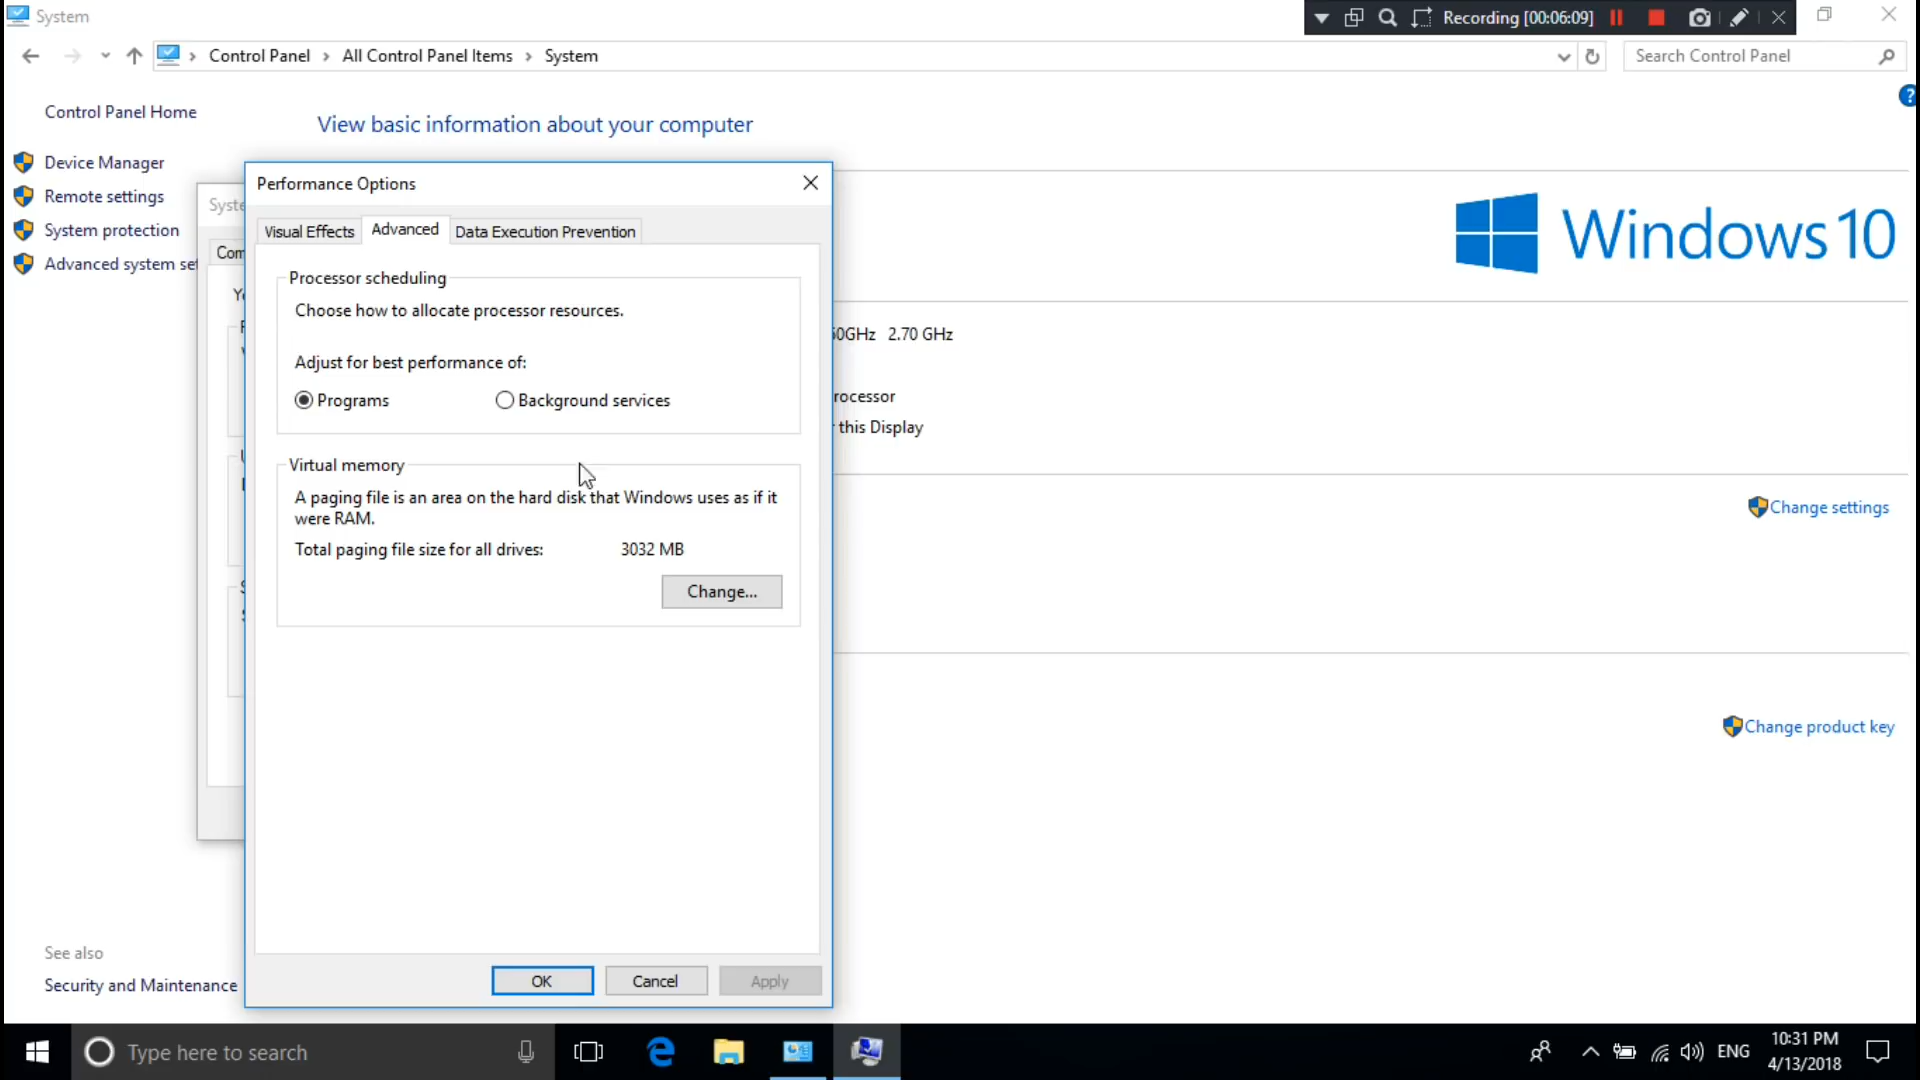 System
Recording [00:06:09]
Control Panel > All Control Panel Items > System
Search Control Panel
Control Panel Home
View basic information about your computer
Device Manager
Remote settings
System protection
Advanced system set
Syste
Com
Performance Options
Visual Effects
Advanced
Data Execution Prevention
Processor scheduling
Choose how to allocate processor resources.
Adjust for best performance of:
Programs
Background services
Virtual memory
A paging file is an area on the hard disk that Windows uses as if it
were RAM.
Total paging file size for all drives: 3032 MB
Change...
OK
Cancel
Apply
Windows 10
50GHz 2.70 GHz
rocessor
this Display
Change settings
Change product key
See also
Security and Maintenance
Type here to search
ENG
10:31 PM
4/13/2018